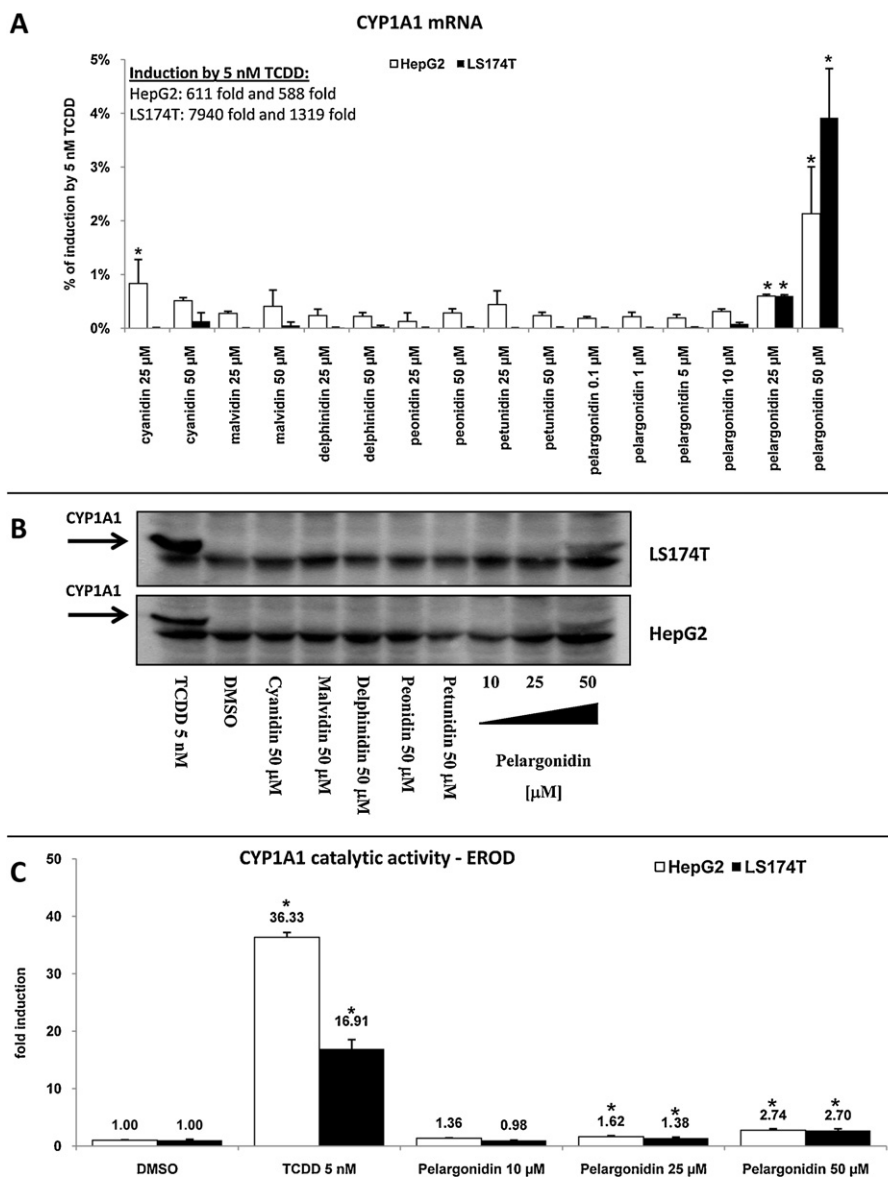 A
CYP1A1 mRNA
HepG2 LS174T
Induction by 5 nM TCDD:
HepG2: 611 fold and 588 fold
LS174T: 7940 fold and 1319 fold
% of induction by 5 nM TCDD
5%
4%
3%
2%
1%
0%
*
*
*
* *
cyanidin 25 µM
cyanidin 50 µM
malvidin 25 µM
malvidin 50 µM
delphinidin 25 µM
delphinidin 50 µM
peonidin 25 µM
peonidin 50 µM
petunidin 25 µM
petunidin 50 µM
pelargonidin 0.1 µM
pelargonidin 1 µM
pelargonidin 5 µM
pelargonidin 10 µM
pelargonidin 25 µM
pelargonidin 50 µM
B
CYP1A1
LS174T
CYP1A1
HepG2
TCDD 5 nM
DMSO
Cyanidin 50 µM
Malvidin 50 µM
Delphinidin 50 µM
Peonidin 50 µM
Petunidin 50 µM
10 25 50
Pelargonidin
[µM]
C
CYP1A1 catalytic activity - EROD
HepG2 LS174T
fold induction
50
40
30
20
10
0
1.00 1.00
*
36.33
*
16.91
1.36 0.98
* *
1.62 1.38
* *
2.74 2.70
DMSO
TCDD 5 nM
Pelargonidin 10 µM
Pelargonidin 25 µM
Pelargonidin 50 µM